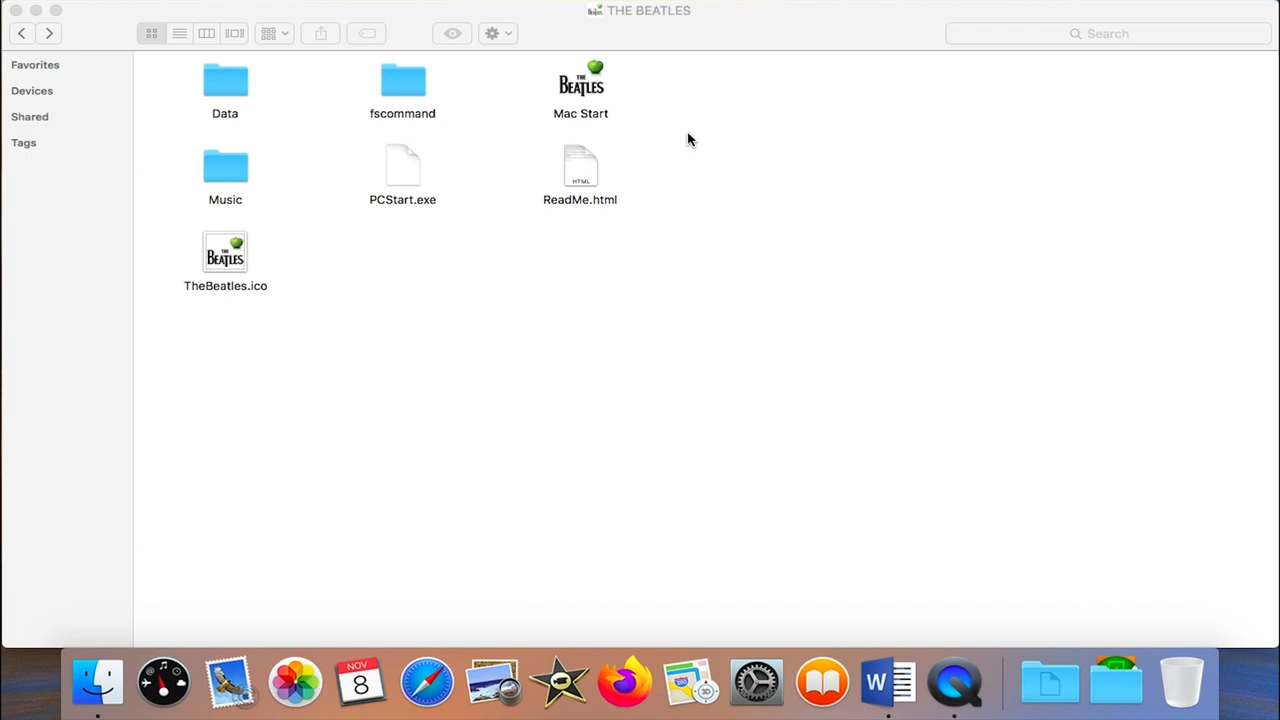 THE BEATLES
Search
Favorites
Devices
Shared
Tags
Data
fscommand
THE BEATLES
Mac Start
Music
HTML
PCStart.exe
ReadMe.html
THE BEATLES
TheBeatles.ico
NOV
8
3D
W